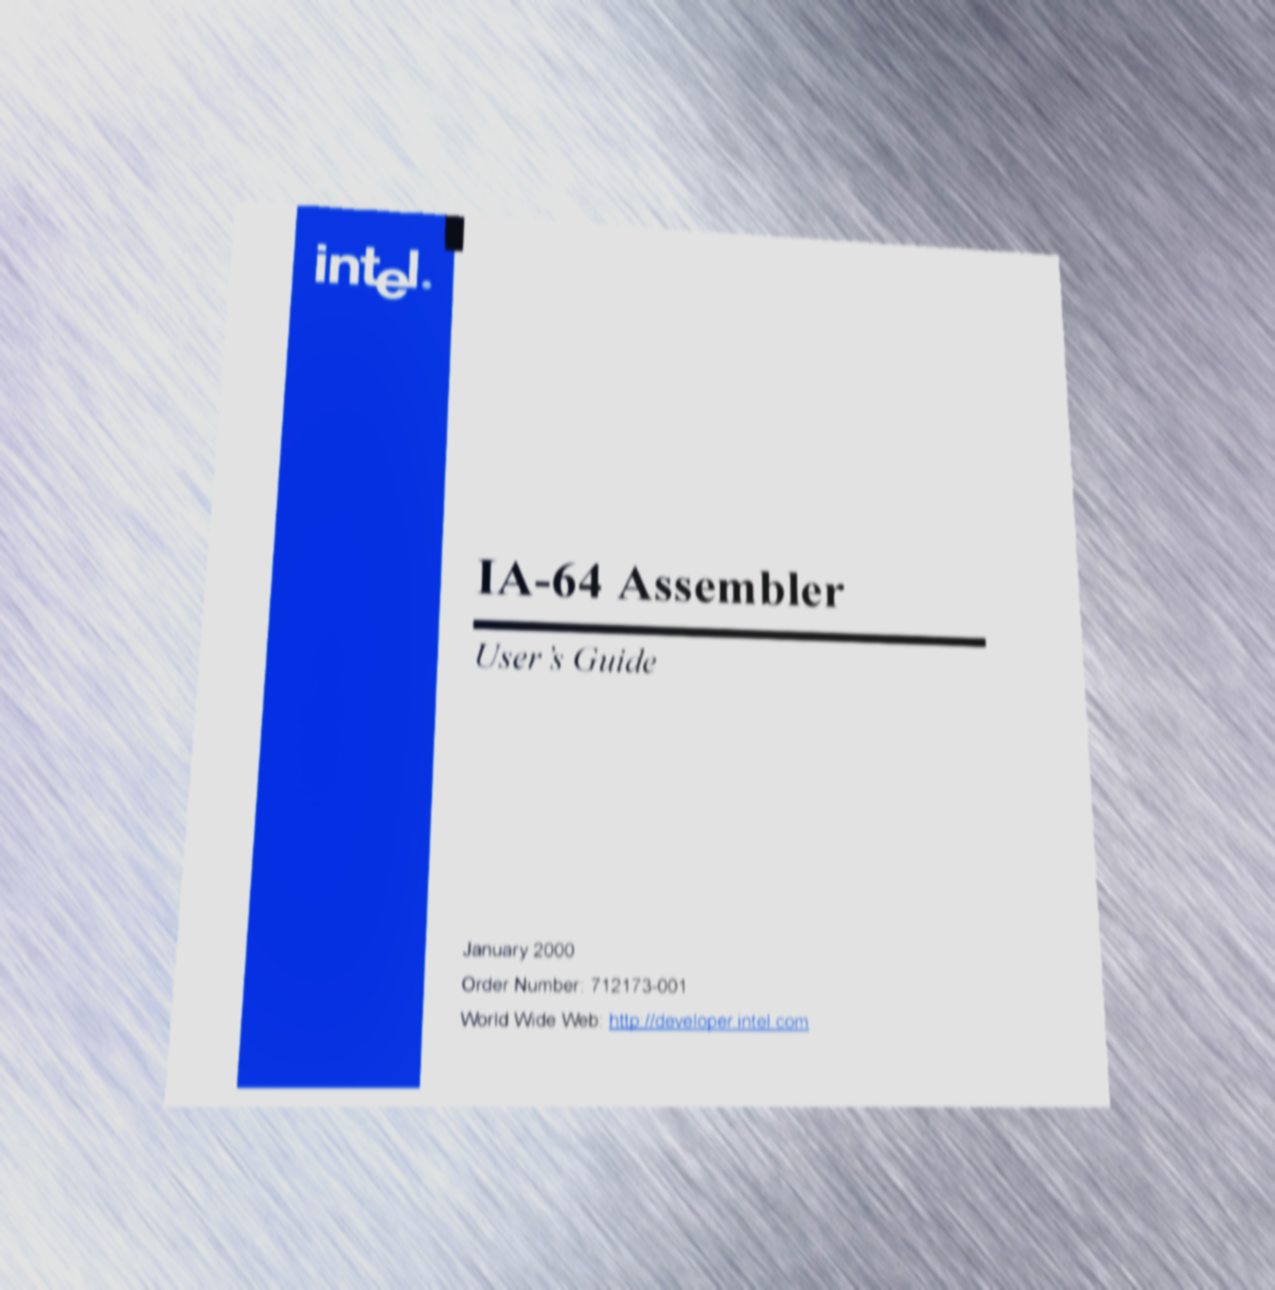 intel.
IA-64 Assembler
User's Guide
January 2000
Order Number: 712173-001
World Wide Web: http://developer.intel.com